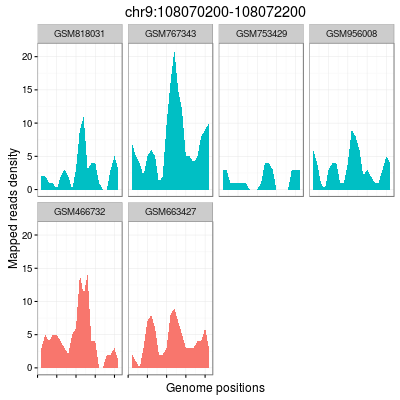 chr9:108070200-108072200
GSM818031 GSM767343 GSM753429 GSM956008
20
15
10
5
0
GSM466732 GSM663427
20
15
10
5
0
Mapped reads density
Genome positions